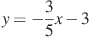 y = −3/5x − 3